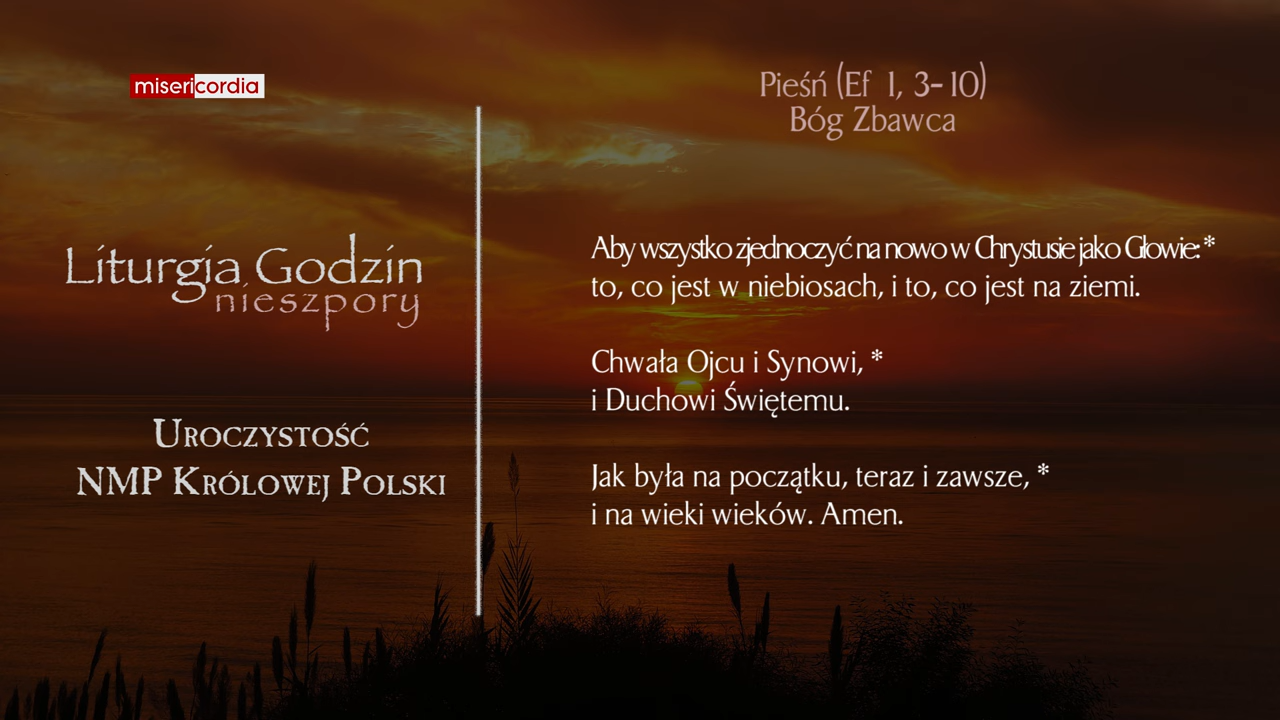 misericordia
Liturgia Godzin
nieszpory
Uroczystość
NMP Królowej Polski
Pieśń (Ef 1, 3-10)
Bóg Zbawca
Aby wszystko zjednoczyć na nowo w Chrystusie jako Głowie: *
to, co jest w niebiosach, i to, co jest na ziemi.
Chwała Ojcu i Synowi, *
i Duchowi Świętemu.
Jak była na początku, teraz i zawsze, *
i na wieki wieków. Amen.